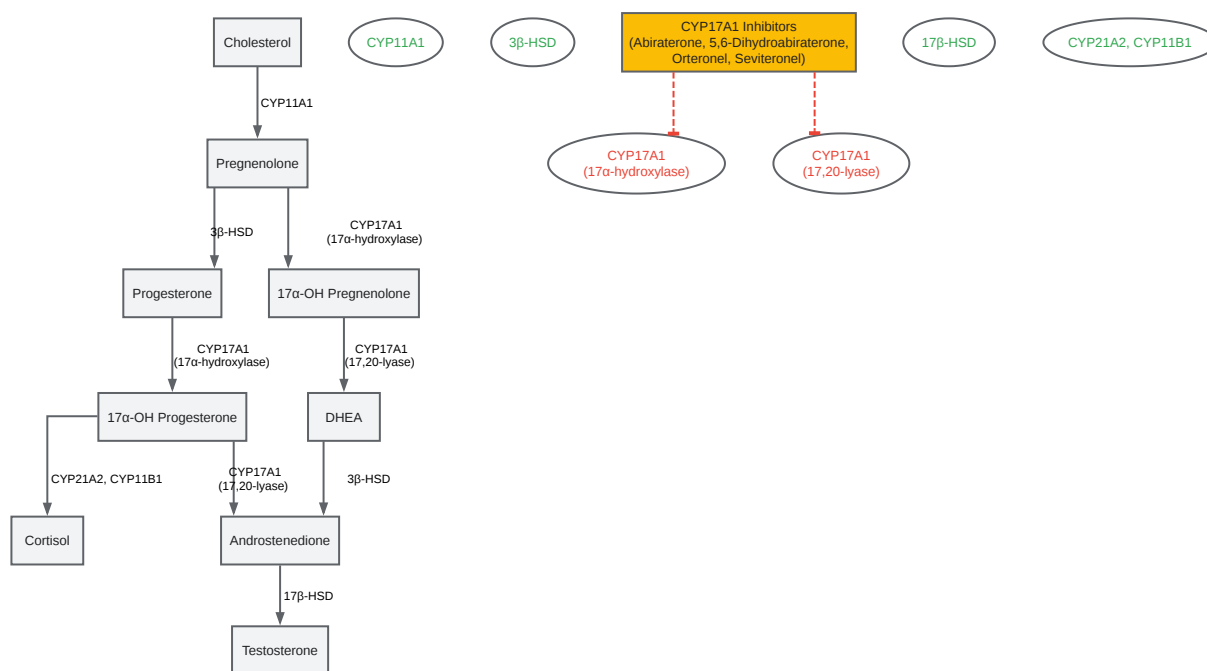 Cholesterol
CYP11A1
3β-HSD
CYP17A1 Inhibitors
(Abiraterone, 5,6-Dihydroabiraterone,
Orteronel, Seviteronel)
17β-HSD
CYP21A2, CYP11B1
CYP11A1
Pregnenolone
CYP17A1
(17α-hydroxylase)
CYP17A1
(17,20-lyase)
3β-HSD
CYP17A1
(17α-hydroxylase)
Progesterone
17α-OH Pregnenolone
CYP17A1
(17α-hydroxylase)
CYP17A1
(17,20-lyase)
17α-OH Progesterone
DHEA
CYP21A2, CYP11B1
CYP17A1
(17,20-lyase)
3β-HSD
Cortisol
Androstenedione
17β-HSD
Testosterone